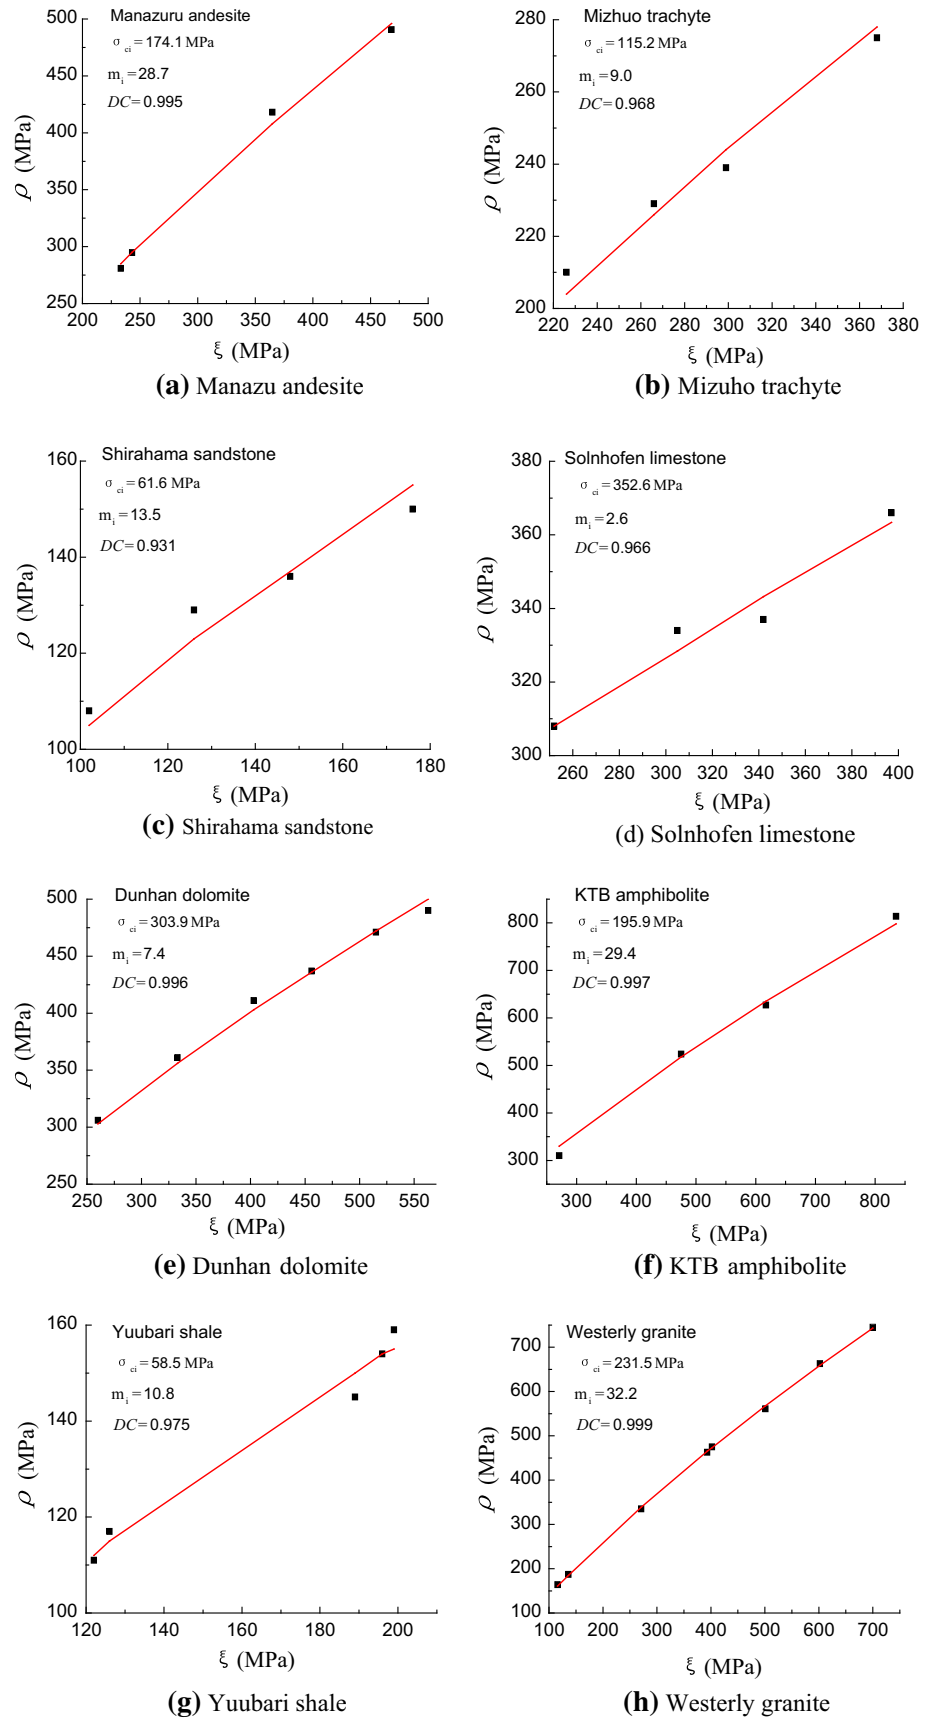 Manazuru andesite
σ ci = 174.1 MPa
m i = 28.7
DC = 0.995
500
450
400
350
300
250
ρ (MPa)
200 250 300 350 400 450 500
ξ (MPa)
(a) Manazu andesite
Mizhuo trachyte
σ ci = 115.2 MPa
m i = 9.0
DC = 0.968
280
260
240
220
200
ρ (MPa)
220 240 260 280 300 320 340 360 380
ξ (MPa)
(b) Mizuho trachyte
Shirahama sandstone
σ ci = 61.6 MPa
m i = 13.5
DC = 0.931
160
140
120
100
ρ (MPa)
100 120 140 160 180
ξ (MPa)
(c) Shirahama sandstone
Solnhofen limestone
σ ci = 352.6 MPa
m i = 2.6
DC = 0.966
380
360
340
320
300
ρ (MPa)
260 280 300 320 340 360 380 400
ξ (MPa)
(d) Solnhofen limestone
Dunhan dolomite
σ ci = 303.9 MPa
m i = 7.4
DC = 0.996
500
450
400
350
300
250
ρ (MPa)
250 300 350 400 450 500 550
ξ (MPa)
(e) Dunhan dolomite
KTB amphibolite
σ ci = 195.9 MPa
m i = 29.4
DC = 0.997
800
700
600
500
400
300
ρ (MPa)
300 400 500 600 700 800
ξ (MPa)
(f) KTB amphibolite
Yuubari shale
σ ci = 58.5 MPa
m i = 10.8
DC = 0.975
160
140
120
100
ρ (MPa)
120 140 160 180 200
ξ (MPa)
(g) Yuubari shale
Westerly granite
σ ci = 231.5 MPa
m i = 32.2
DC = 0.999
700
600
500
400
300
200
100
ρ (MPa)
100 200 300 400 500 600 700
ξ (MPa)
(h) Westerly granite